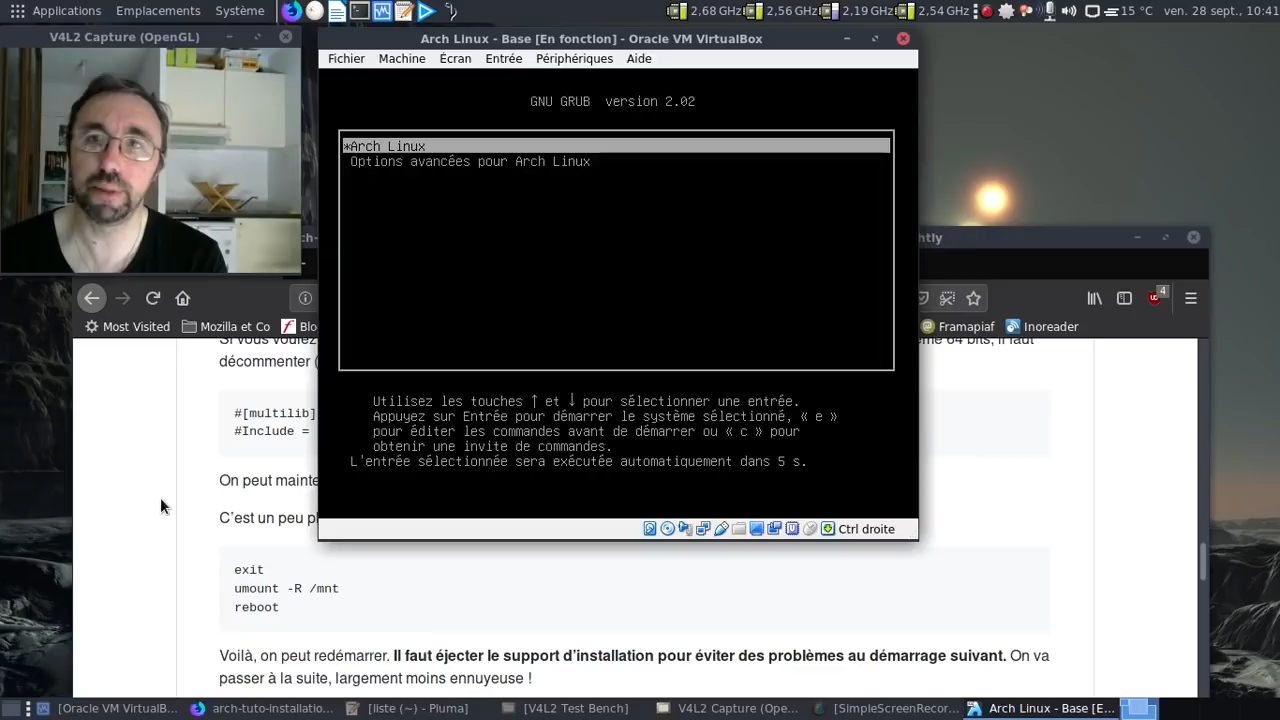 Applications Emplacements Système 2,68 GHz 2,56 GHz 2,19 GHz 2,54 GHz 15 °C ven. 28 sept., 10:41
V4L2 Capture (OpenGL)
Arch Linux - Base [En fonction] - Oracle VM VirtualBox
Fichier Machine Écran Entrée Périphériques Aide
GNU GRUB version 2.02
*Arch Linux
Options avancées pour Arch Linux
Utilisez les touches ↑ et ↓ pour sélectionner une entrée.
Appuyez sur Entrée pour démarrer le système sélectionné, « e »
pour éditer les commandes avant de démarrer ou « c » pour
obtenir une invite de commandes.
L'entrée sélectionnée sera exécutée automatiquement dans 5 s.
Ctrl droite
4
Most Visited Mozilla et Co Framapiaf Inoreader
64 bits, il faut
décommenter (
#[multilib]
#Include =
exit
umount -R /mnt
reboot
Voilà, on peut redémarrer. Il faut éjecter le support d'installation pour éviter des problèmes au démarrage suivant. On va
passer à la suite, largement moins ennuyeuse !
[Oracle VM VirtualB... arch-tuto-installatio... [liste (~) - Pluma] [V4L2 Test Bench] V4L2 Capture (Ope... [SimpleScreenRecor... Arch Linux - Base [E...